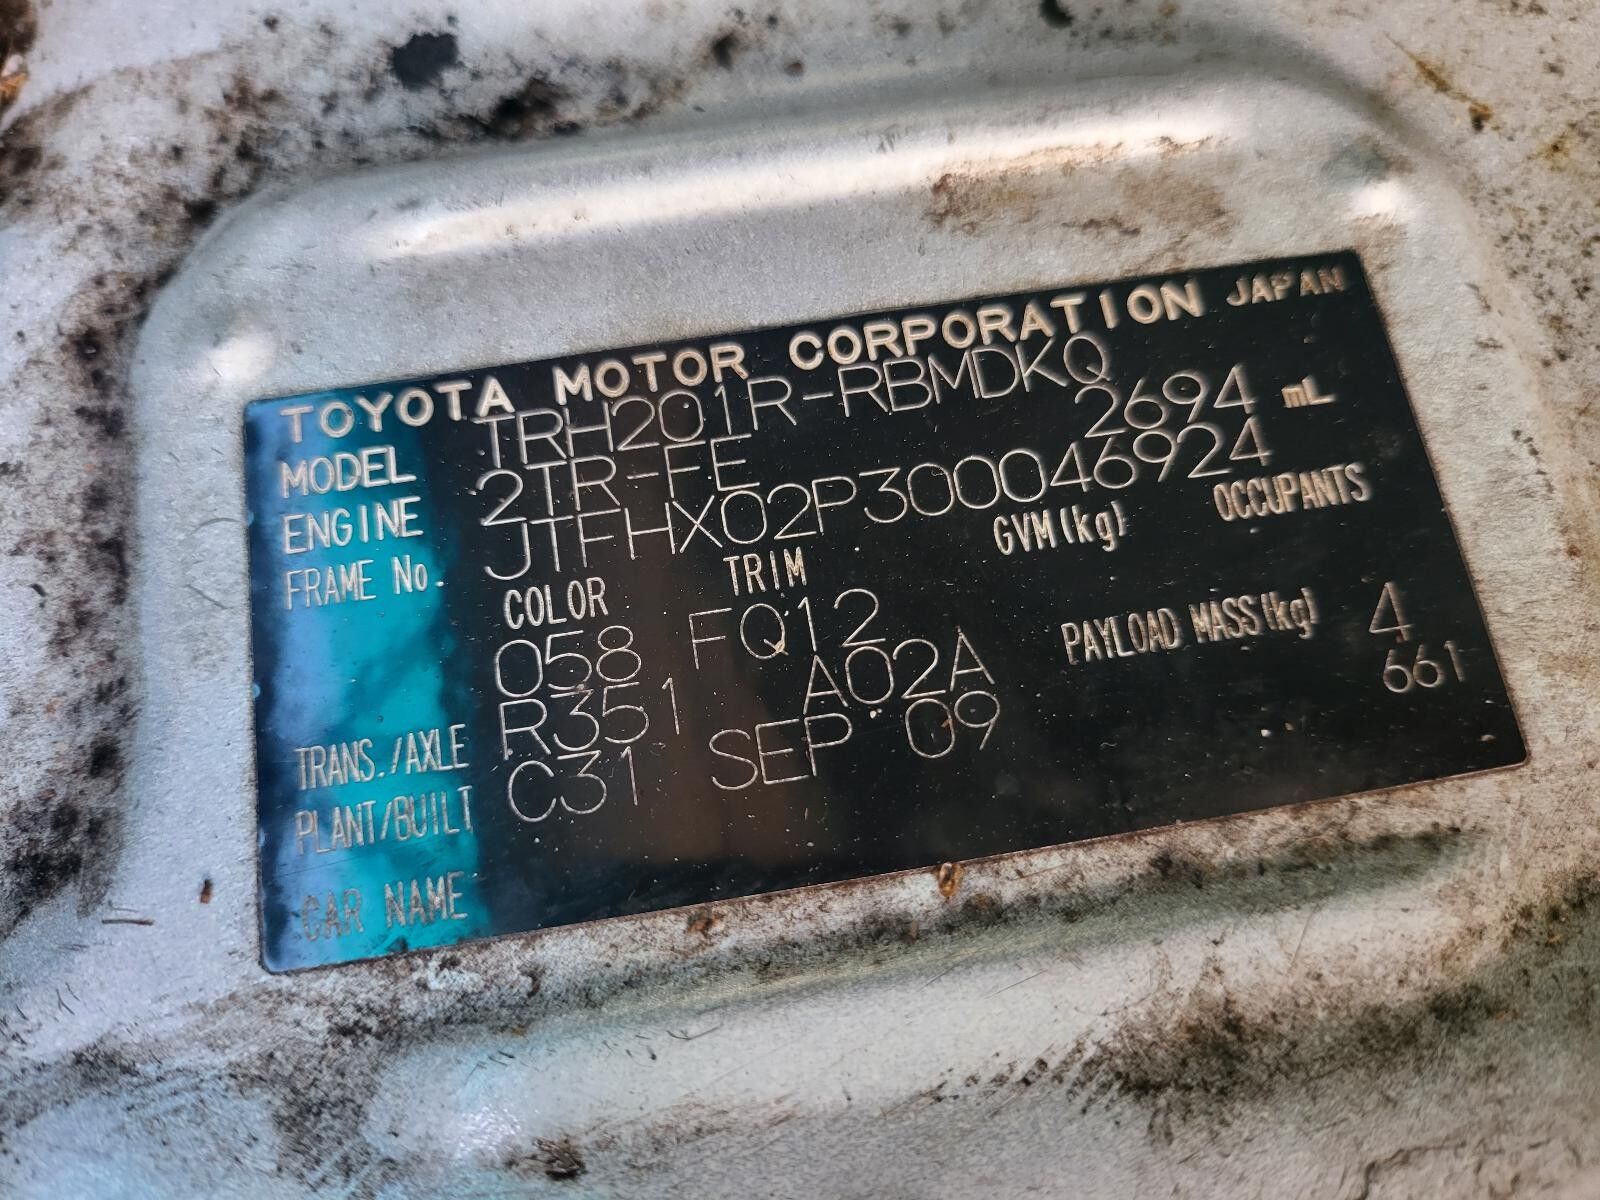 TOYOTA MOTOR CORPORATION JAPAN
MODEL TRH201R-RBMDKQ
ENGINE 2TR-FE 2694 mL
FRAME No. JTFHX02P300046924
COLOR TRIM GVM(kg) OCCUPANTS
058 FQ12 4
TRANS./AXLE R351 A02A PAYLOAD MASS(kg) 661
PLANT/BUILT C31 SEP 09
CAR NAME